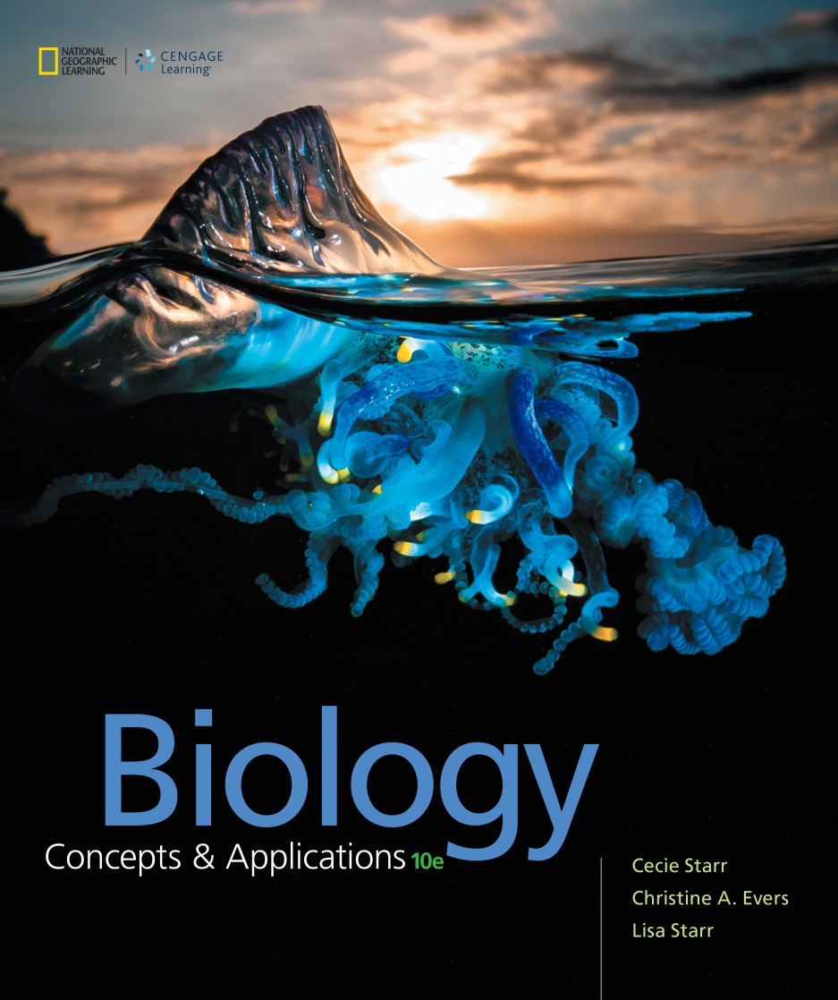 NATIONAL
GEOGRAPHIC
LEARNING
CENGAGE
Learning®
Biology
Concepts & Applications 10e
Cecie Starr
Christine A. Evers
Lisa Starr